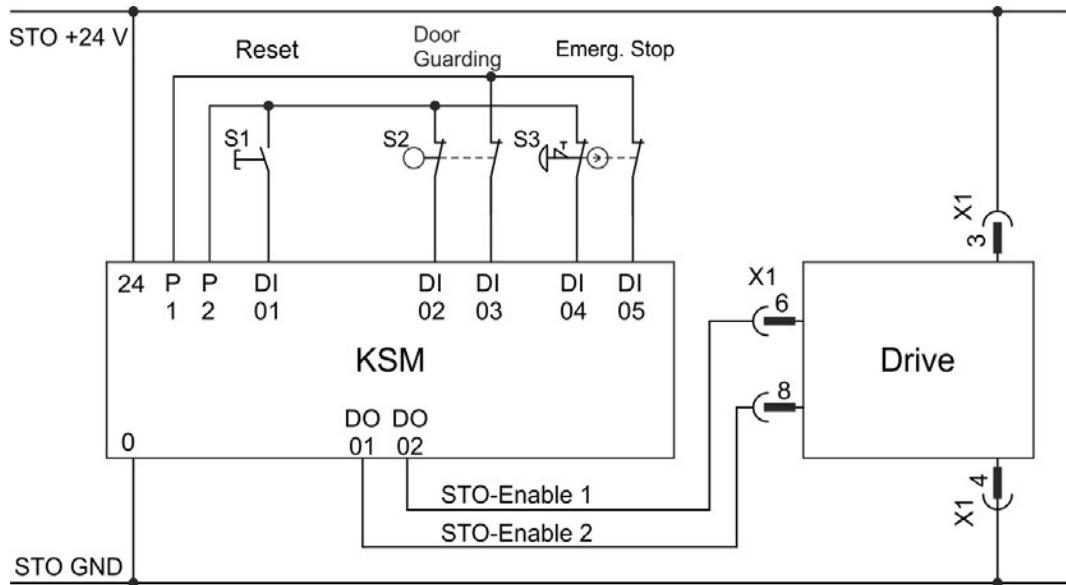 STO +24 V
Reset
Door
Guarding
Emerg. Stop
S1
S2
S3
X1
3
24 P P DI DI DI DI DI
1 2 01 02 03 04 05
X1
6
KSM
Drive
8
DO DO
0
01 02
4
X1
STO-Enable 1
STO-Enable 2
STO GND